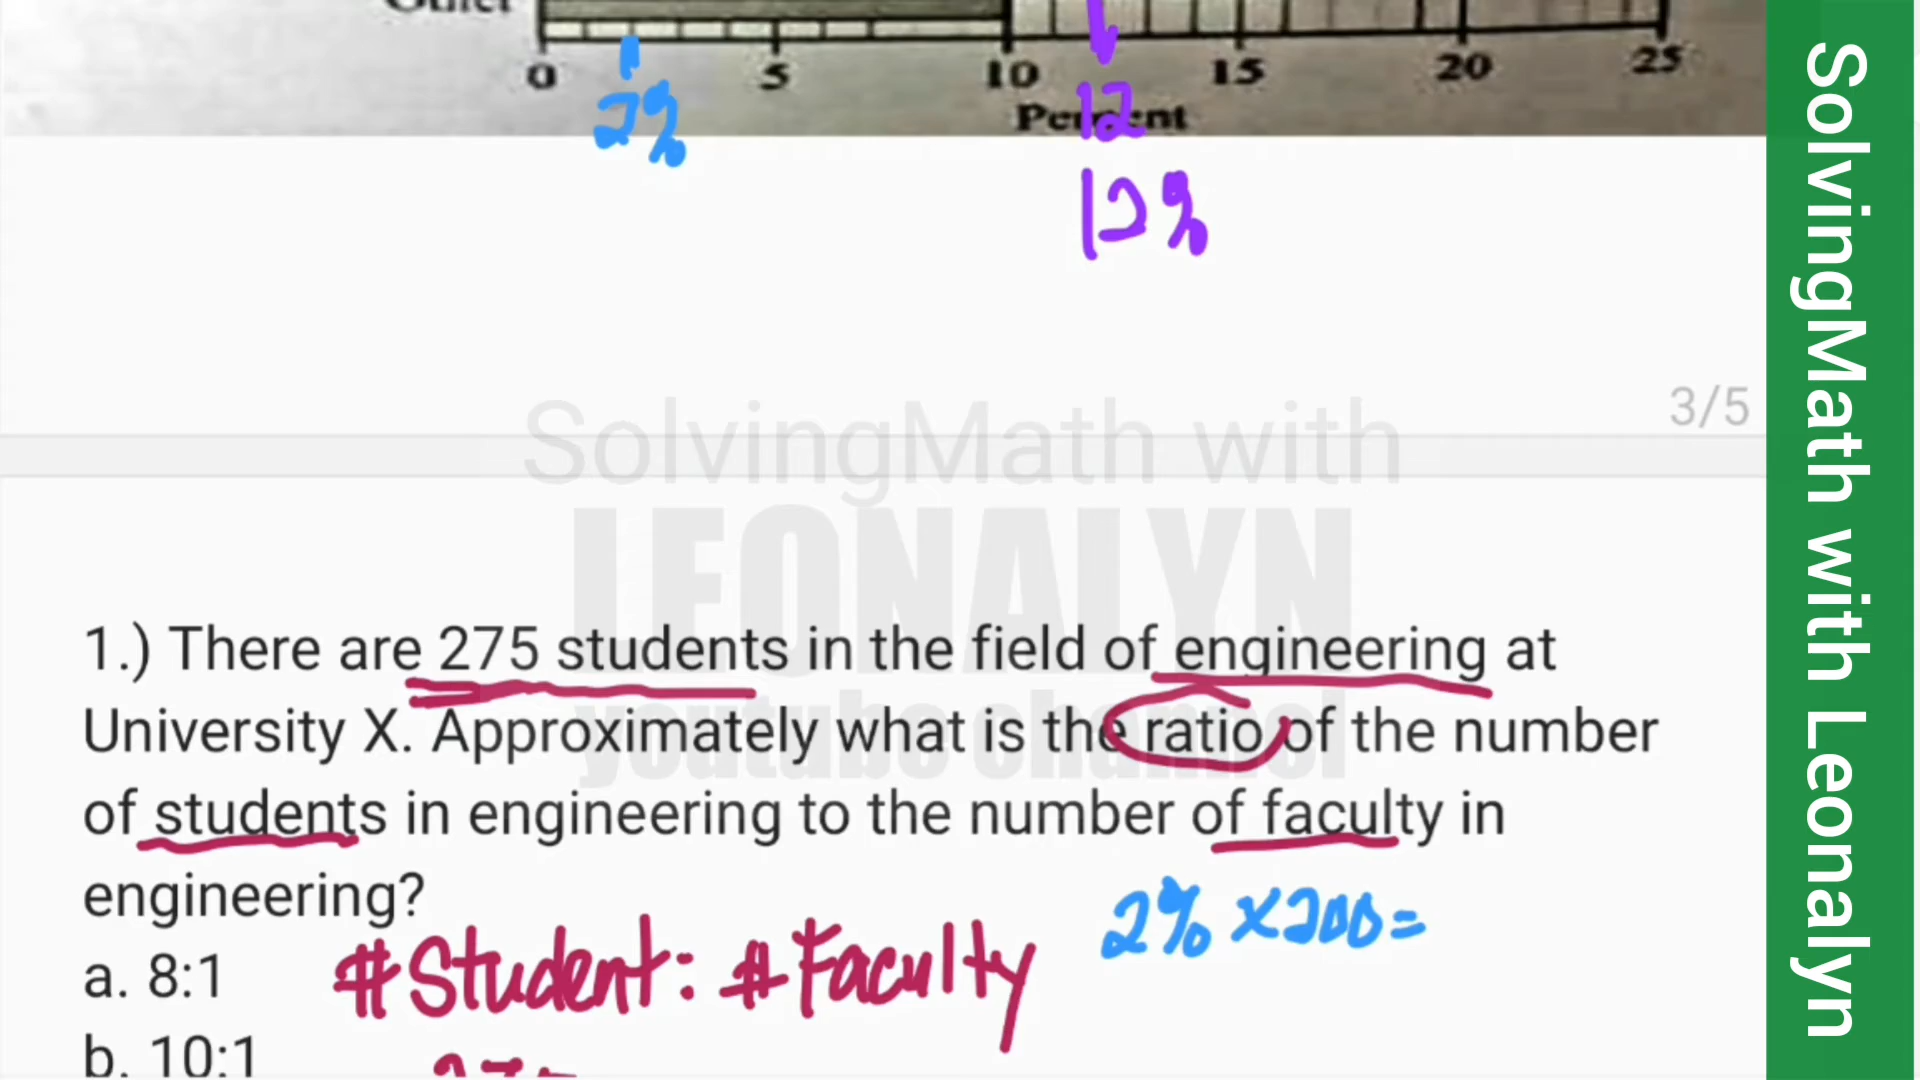 0 5 10 15 20 25
2%
Percent
12
12%
3/5
SolvingMath with
LEONALYN
youtube channel
1.) There are 275 students in the field of engineering at
University X. Approximately what is the ratio of the number
of students in engineering to the number of faculty in
engineering?
2% x 200 =
a. 8:1
#Student: #Faculty
b. 10:1
SolvingMath with Leonalyn